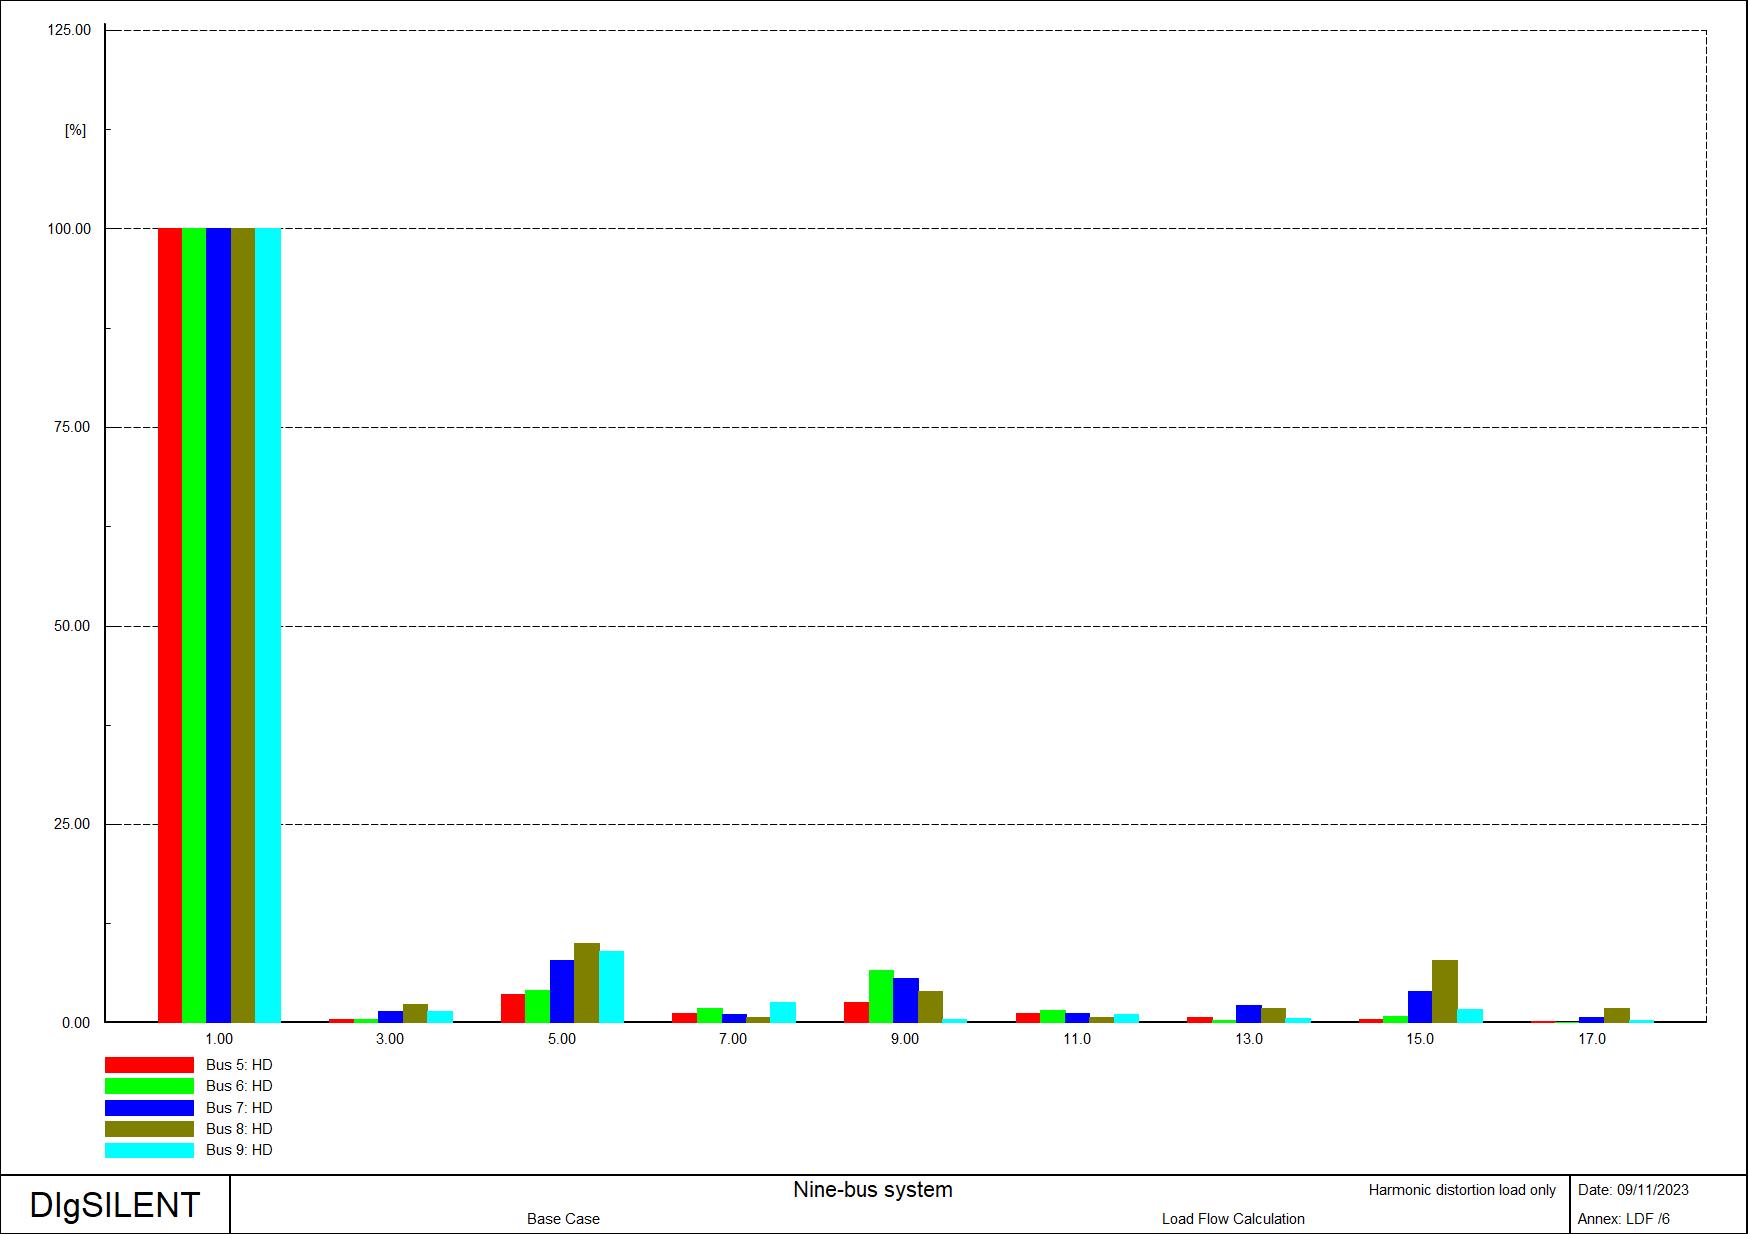 125.00
[%]
100.00
75.00
50.00
25.00
0.00
1.00 3.00 5.00 7.00 9.00 11.0 13.0 15.0 17.0
Bus 5: HD
Bus 6: HD
Bus 7: HD
Bus 8: HD
Bus 9: HD
DIgSILENT
Nine-bus system
Base Case
Harmonic distortion load only
Load Flow Calculation
Date: 09/11/2023
Annex: LDF /6